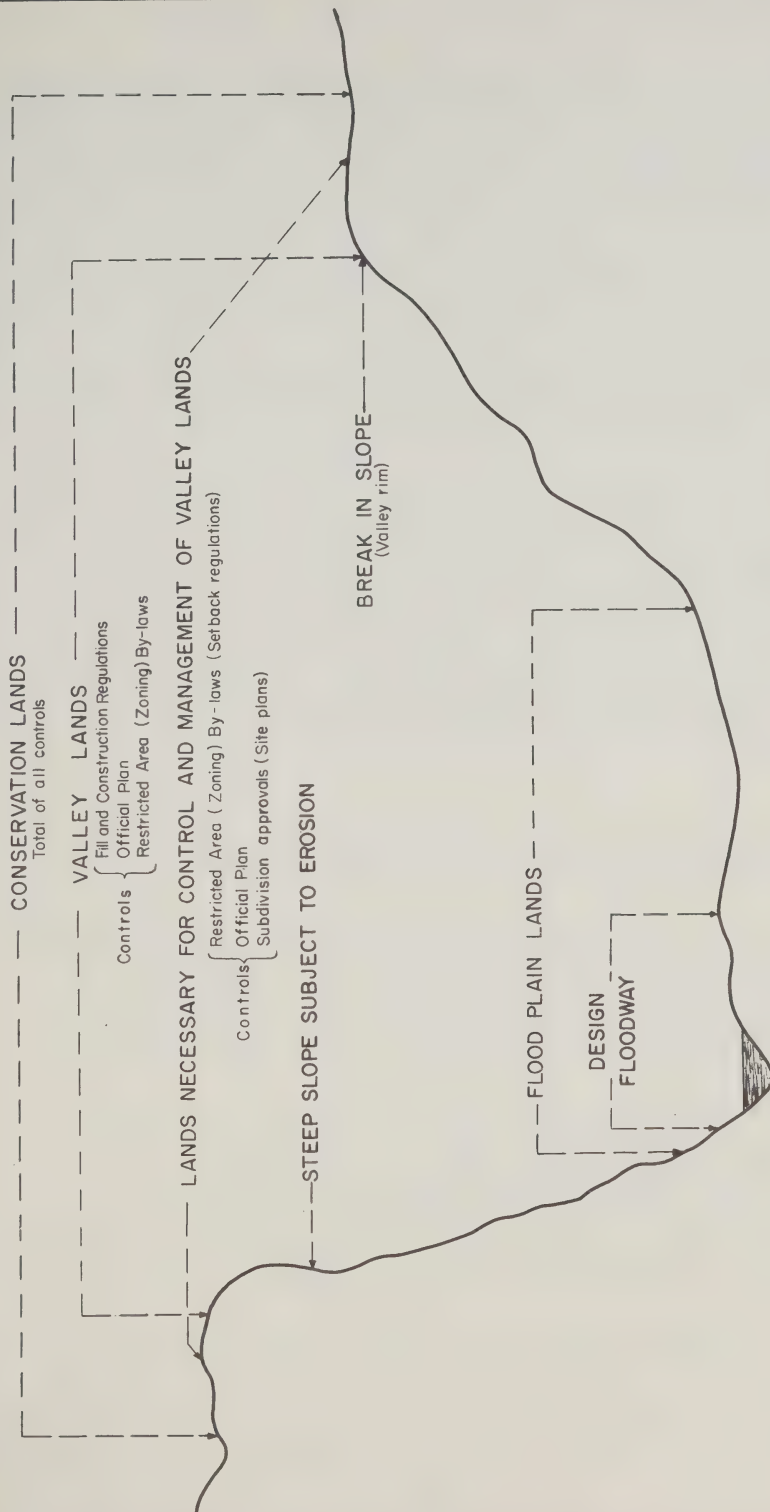 CONSERVATION LANDS
Total of all controls
VALLEY LANDS
Controls { Fill and Construction Regulations
Official Plan
Restricted Area (Zoning) By-laws
LANDS NECESSARY FOR CONTROL AND MANAGEMENT OF VALLEY LANDS
Controls { Restricted Area (Zoning) By-laws (Setback regulations)
Official Plan
Subdivision approvals (Site plans)
STEEP SLOPE SUBJECT TO EROSION
BREAK IN SLOPE
(Valley rim)
FLOOD PLAIN LANDS
DESIGN
FLOODWAY